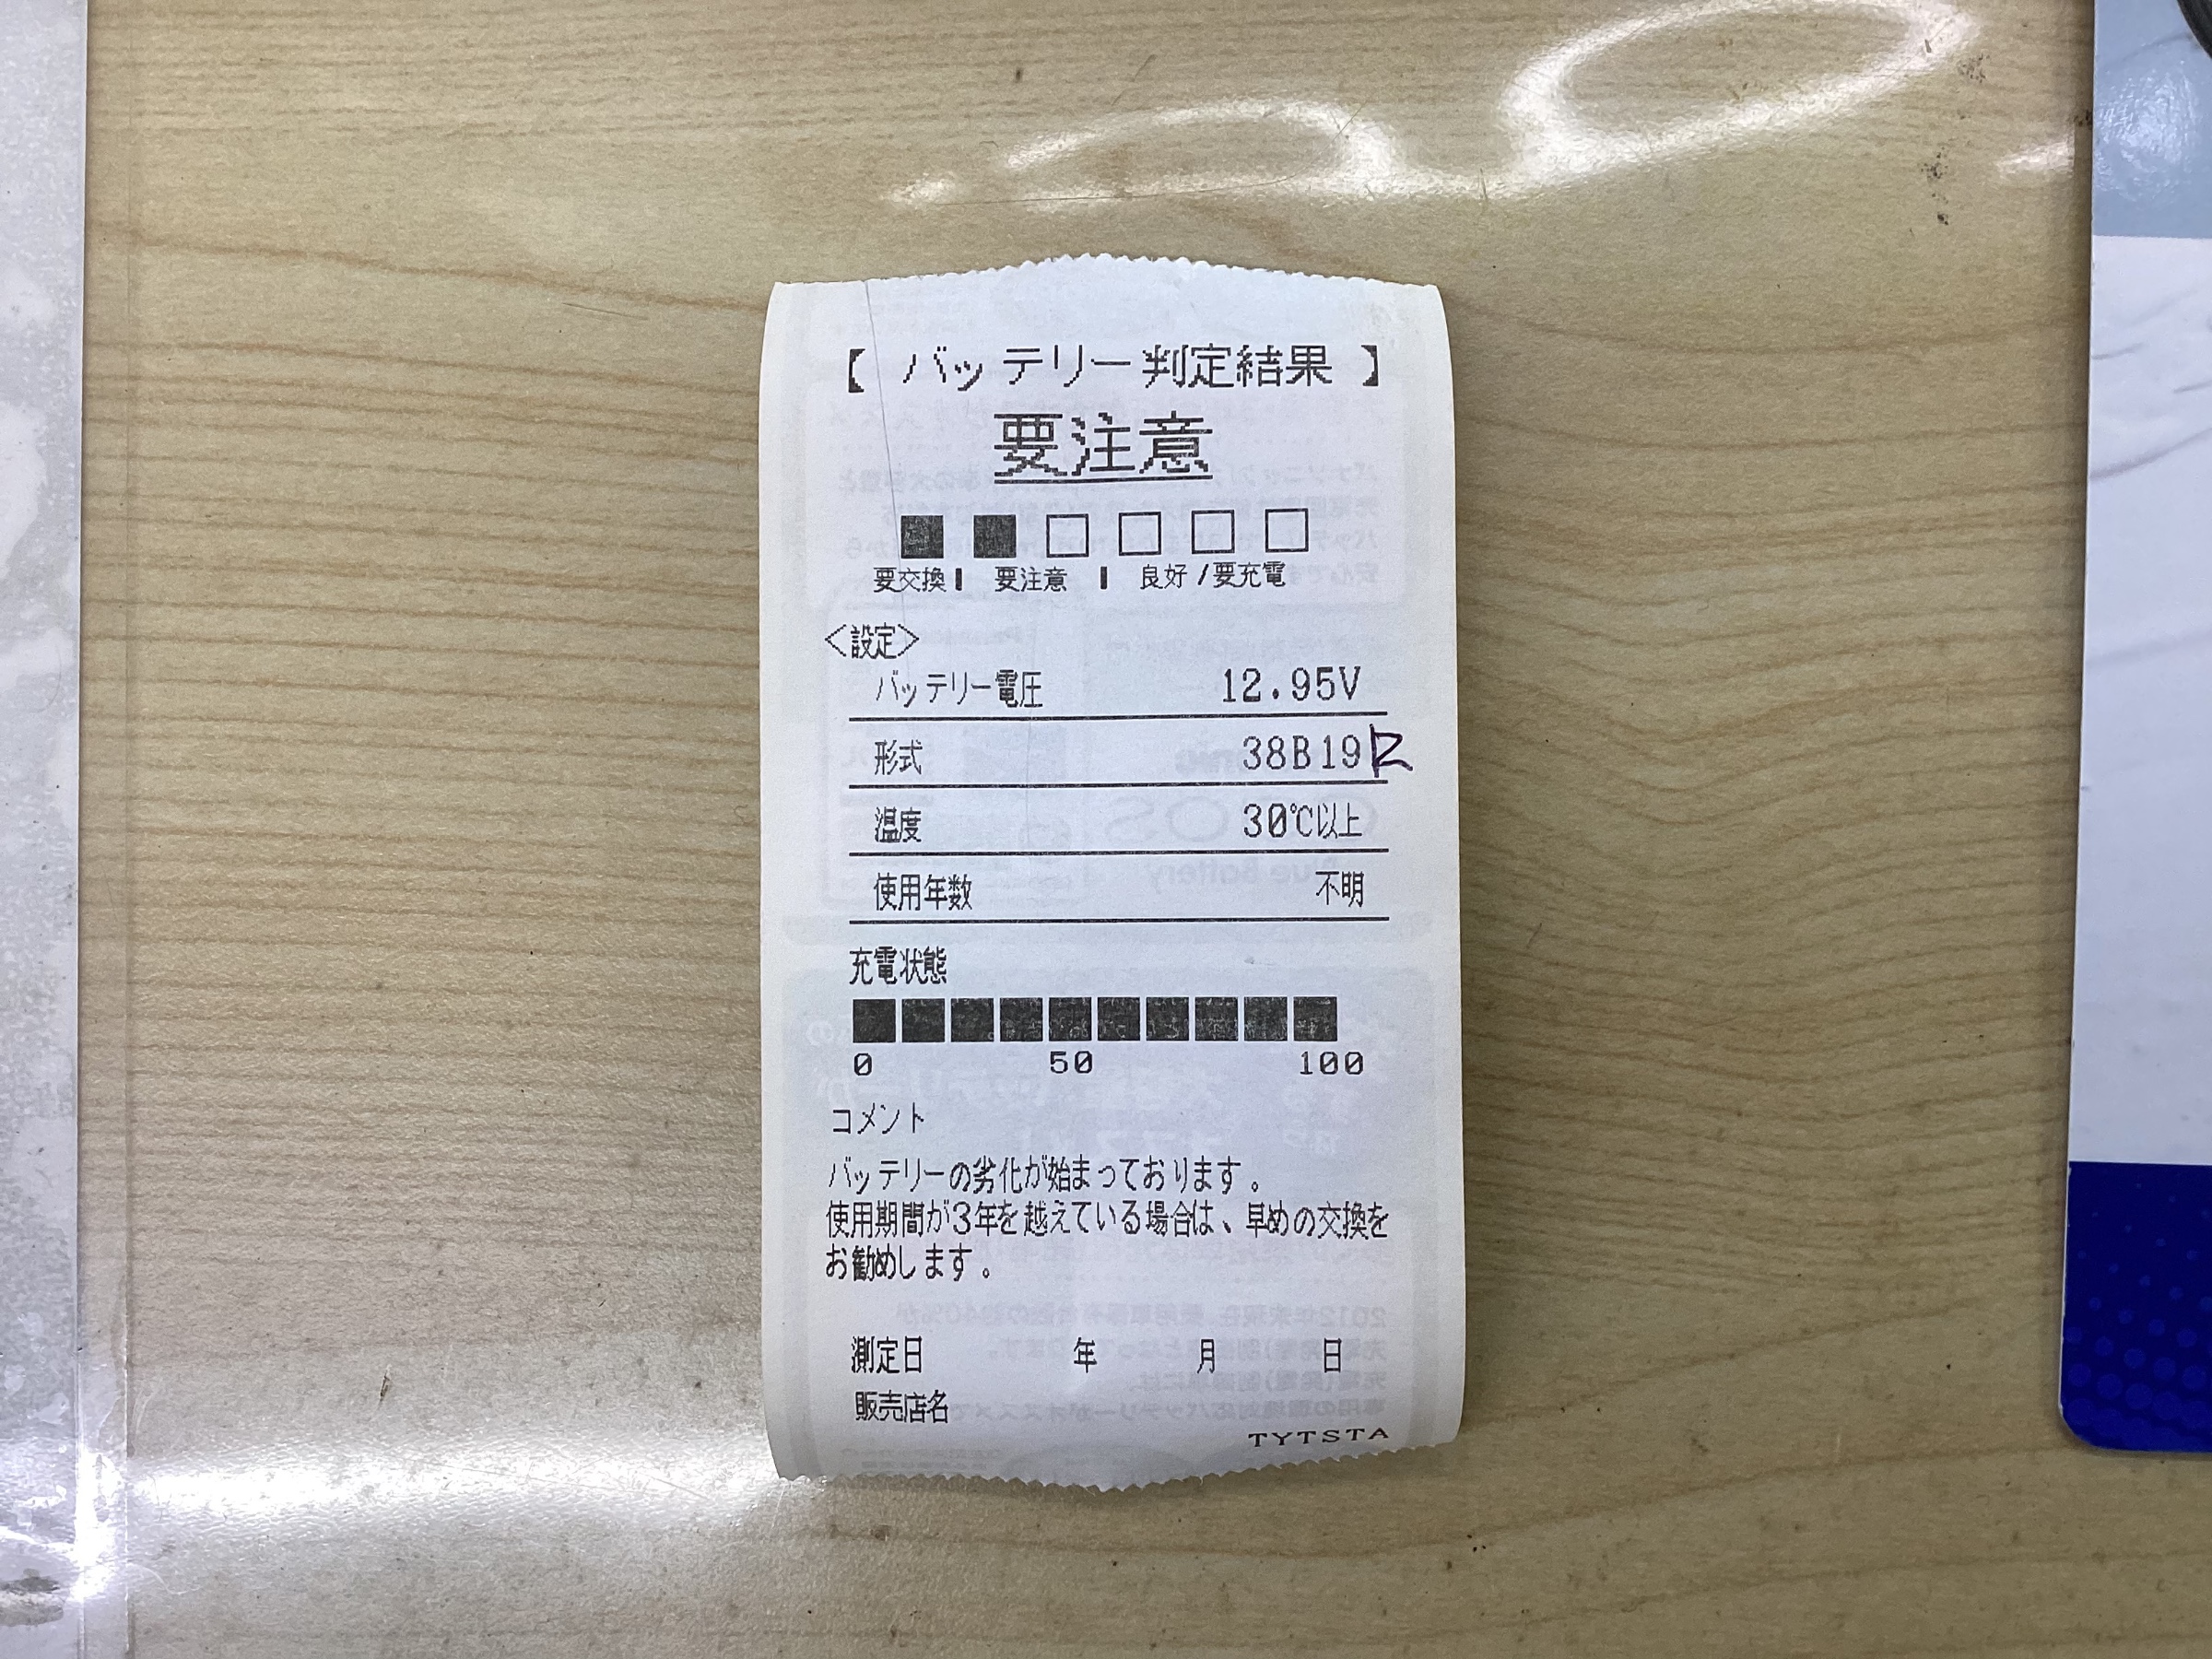 【 バッテリー判定結果 】
要注意
要交換 | 要注意 | 良好 / 要充電
<設定>
バッテリー電圧 12.95V
形式 38B19R
温度 30℃以上
使用年数 不明
充電状態
0 50 100
コメント
バッテリーの劣化が始まっております。
使用期間が3年を越えている場合は、早めの交換を
お勧めします。
測定日 年 月 日
販売店名
TYTSTA